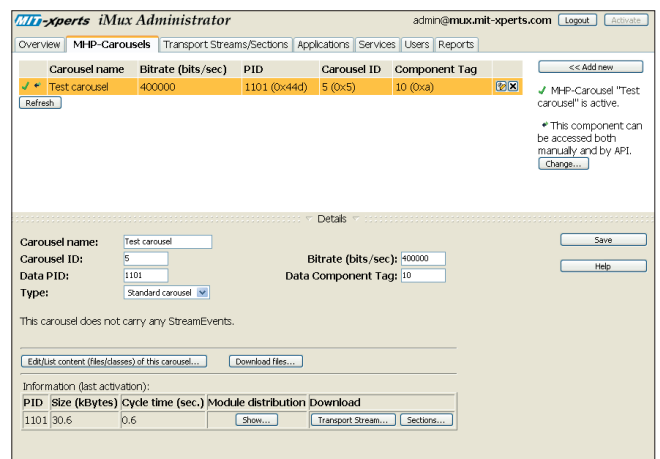 MIT-xperts iMux Administrator admin@mux.mit-xperts.com Logout Activate
Overview MHP-Carousels Transport Streams/Sections Applications Services Users Reports
Carousel name Bitrate (bits/sec) PID Carousel ID Component Tag
Test carousel 400000 1101 (0x44d) 5 (0x5) 10 (0xa)
Refresh
<< Add new
MHP-Carousel "Test
carousel" is active.
This component can
be accessed both
manually and by API.
Change...
Details
Carousel name: Test carousel
Carousel ID: 5 Bitrate (bits/sec): 400000
Data PID: 1101 Data Component Tag: 10
Type: Standard carousel
Save
Help
This carousel does not carry any StreamEvents.
Edit/List content (files/classes) of this carousel... Download files...
Information (last activation):
PID Size (kBytes) Cycle time (sec.) Module distribution Download
1101 30.6 0.6 Show... Transport Stream... Sections...